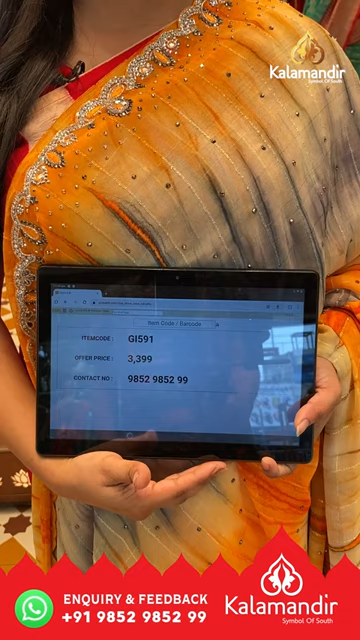 Kalamandir
Symbol Of South
Item Code / Barcode
ITEMCODE : GI591
OFFER PRICE : 3,399
CONTACT NO : 9852 9852 99
ENQUIRY & FEEDBACK
+91 9852 9852 99
Kalamandir
Symbol Of South